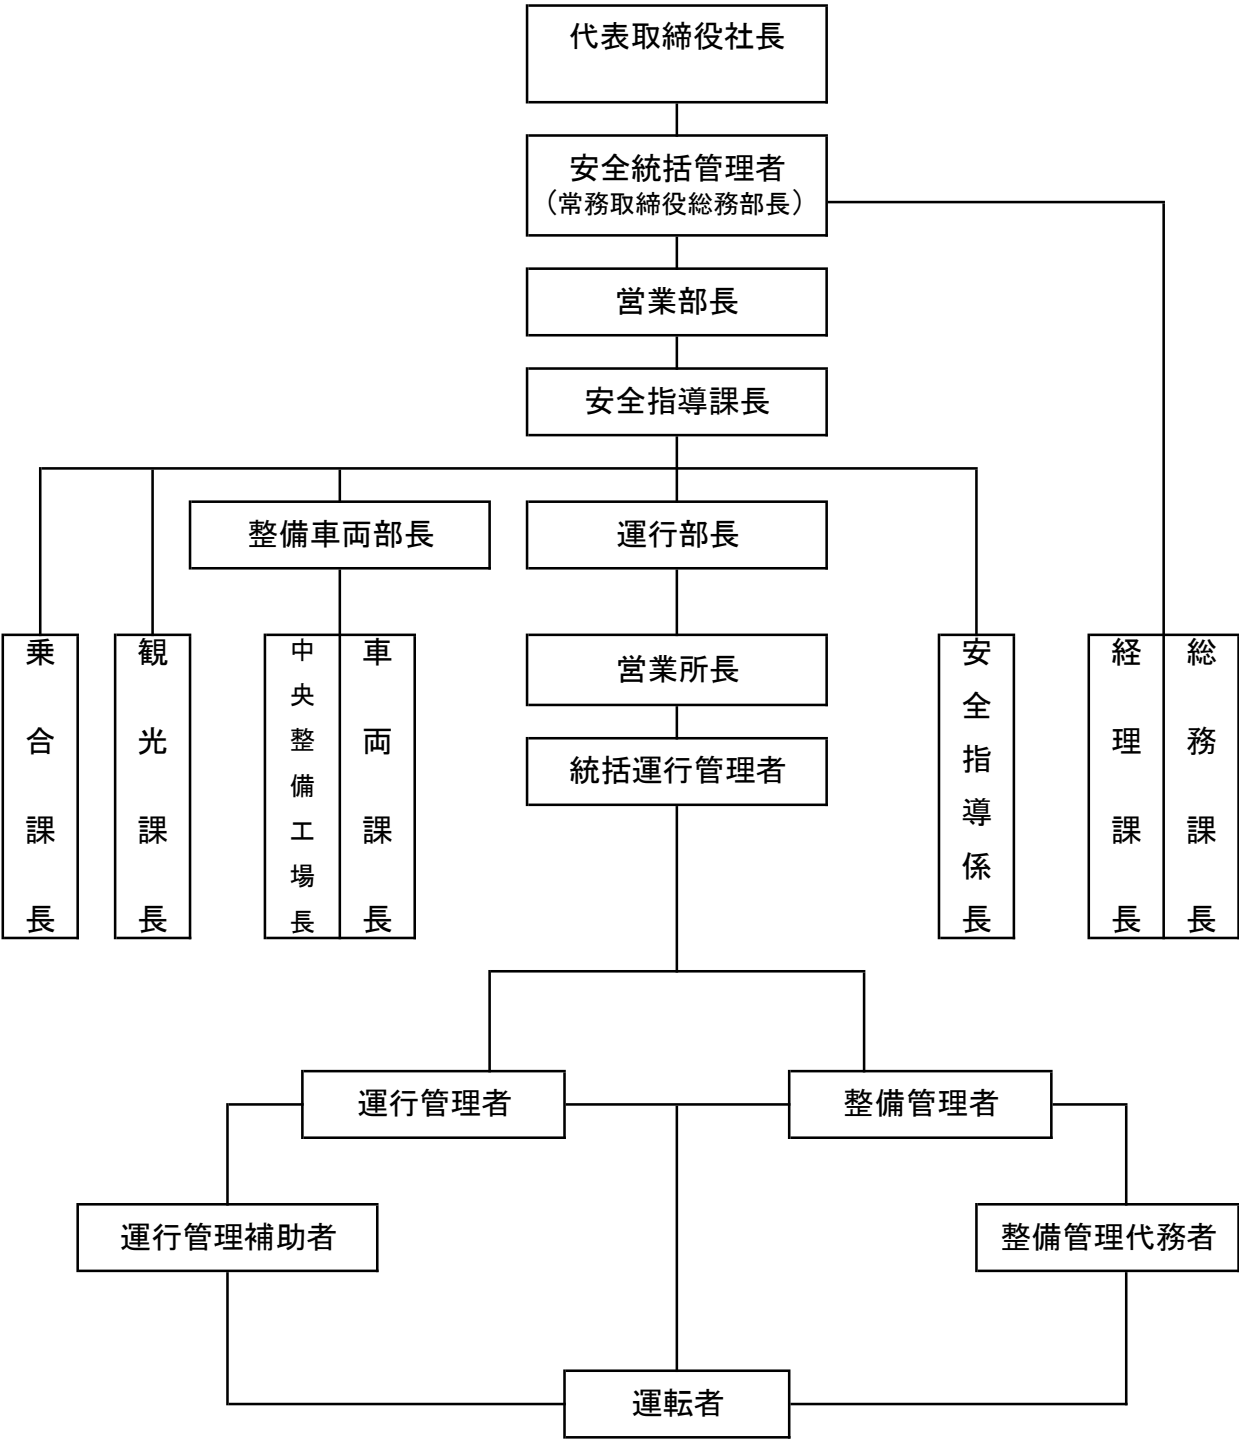 代表取締役社長
安全統括管理者
（常務取締役総務部長）
営業部長
安全指導課長
整備車両部長
運行部長
乗合課長
観光課長
中央整備工場長
車両課長
営業所長
統括運行管理者
安全指導係長
経理課長
総務課長
運行管理者
整備管理者
運行管理補助者
整備管理代務者
運転者